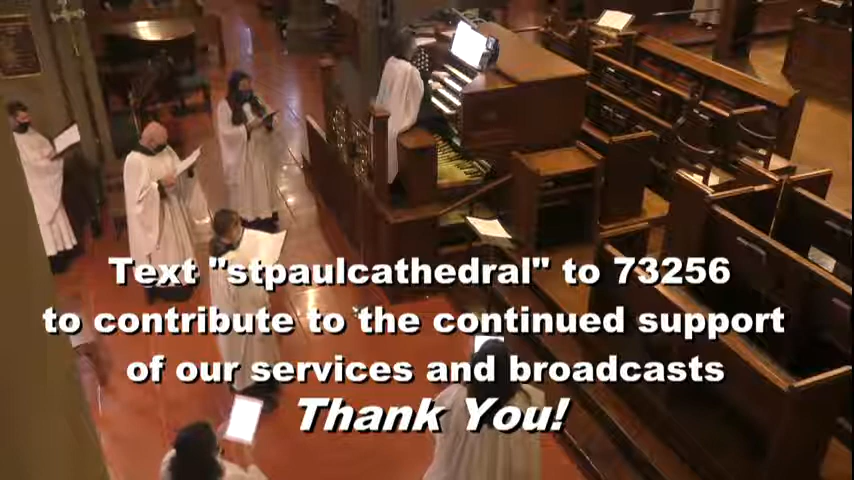 Text "stpaulcathedral" to 73256
to contribute to the continued support
of our services and broadcasts
Thank You!